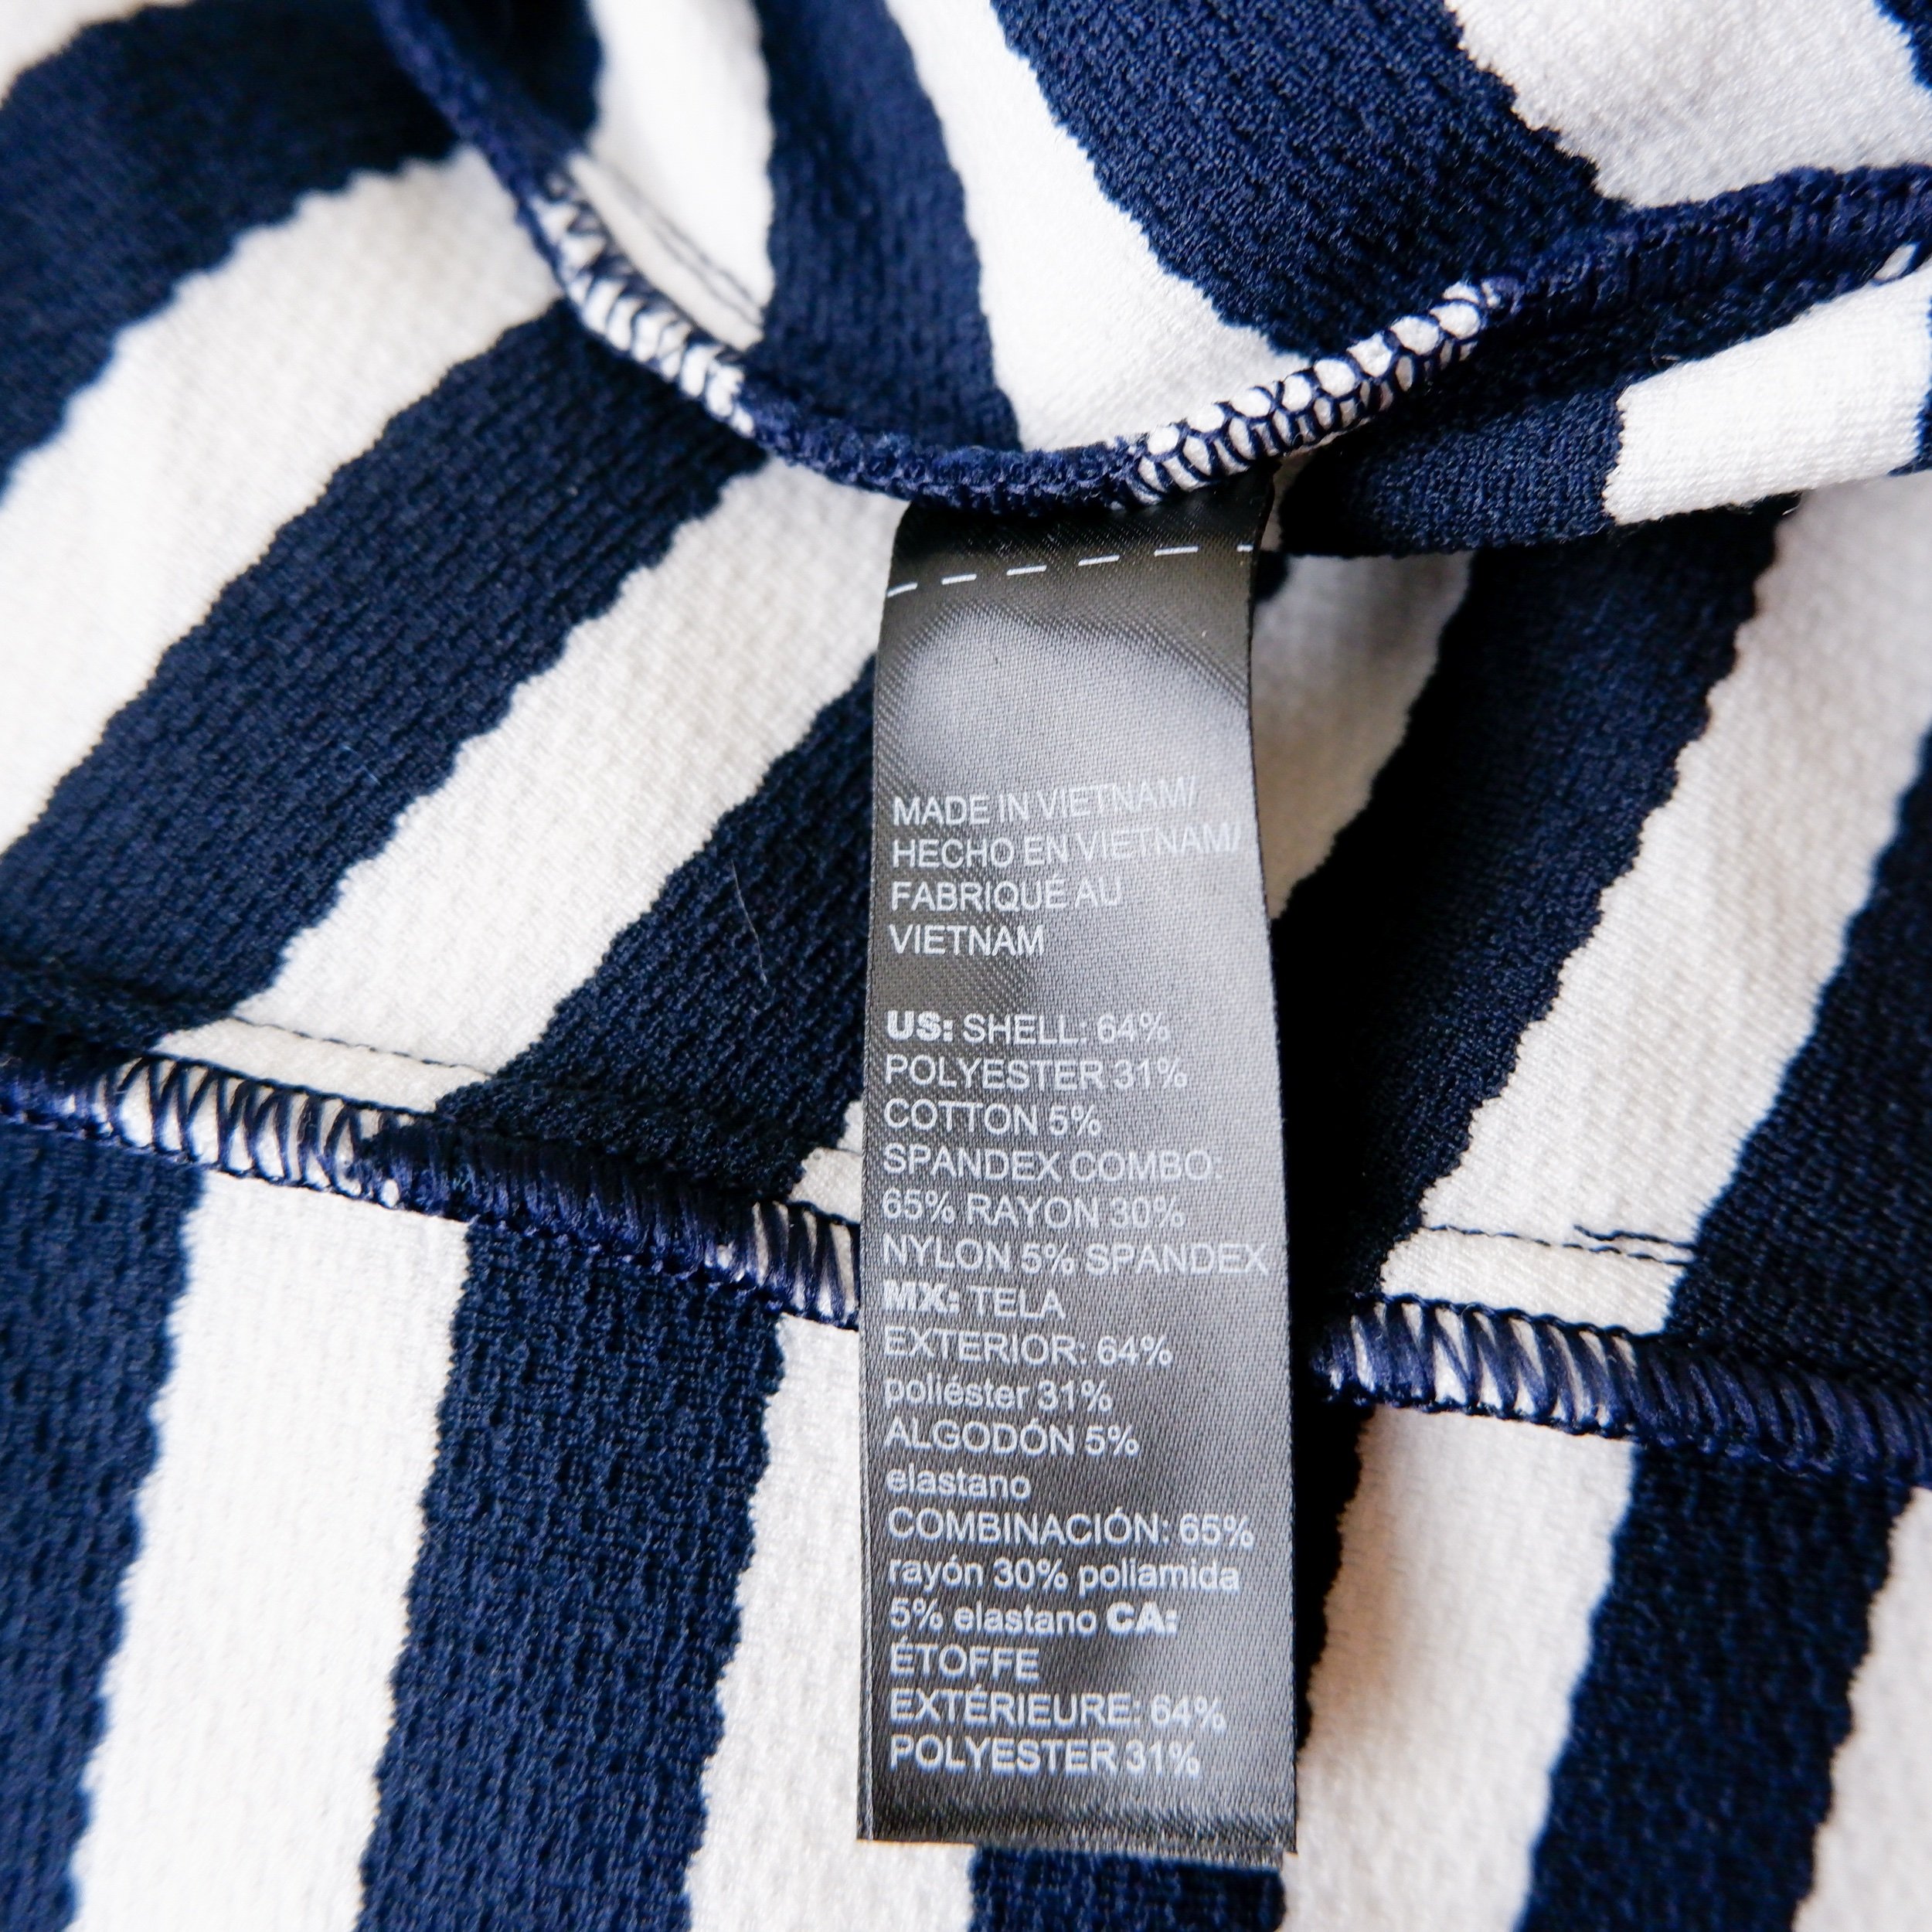 MADE IN VIETNAM/
HECHO EN VIETNAM/
FABRIQUÉ AU
VIETNAM
US: SHELL: 64%
POLYESTER 31%
COTTON 5%
SPANDEX COMBO
65% RAYON 30%
NYLON 5% SPANDEX
MX: TELA
EXTERIOR: 64%
poliéster 31%
ALGODÓN 5%
elastano
COMBINACIÓN: 65%
rayón 30% poliamida
5% elastano CA:
ÉTOFFE
EXTÉRIEURE: 64%
POLYESTER 31%